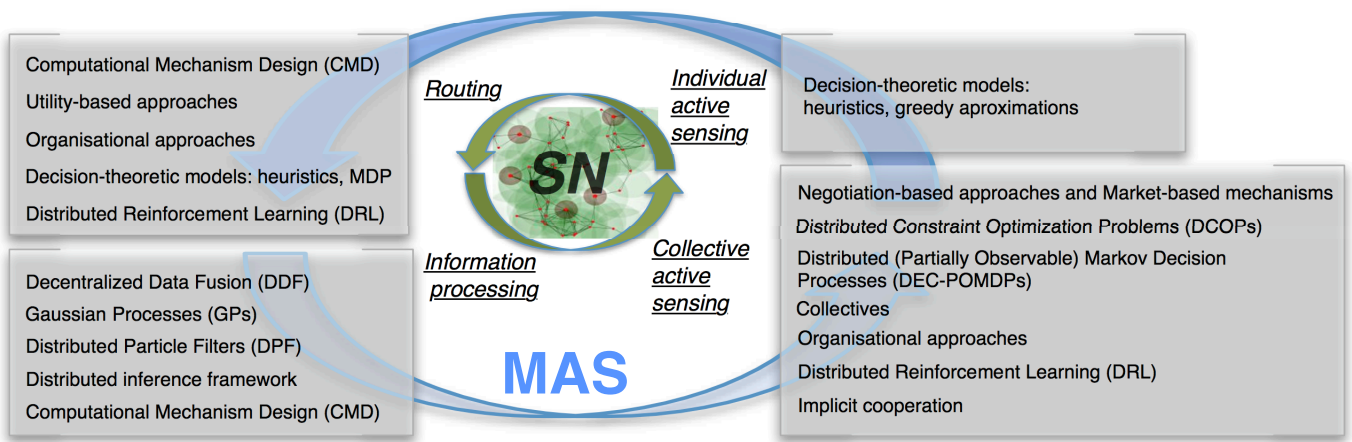 Computational Mechanism Design (CMD)
Utility-based approaches
Organisational approaches
Decision-theoretic models: heuristics, MDP
Distributed Reinforcement Learning (DRL)
Decentralized Data Fusion (DDF)
Gaussian Processes (GPs)
Distributed Particle Filters (DPF)
Distributed inference framework
Computational Mechanism Design (CMD)
Routing
Individual
active
sensing
SN
Information
processing
Collective
active
sensing
MAS
Decision-theoretic models:
heuristics, greedy aproximations
Negotiation-based approaches and Market-based mechanisms
Distributed Constraint Optimization Problems (DCOPs)
Distributed (Partially Observable) Markov Decision
Processes (DEC-POMDPs)
Collectives
Organisational approaches
Distributed Reinforcement Learning (DRL)
Implicit cooperation